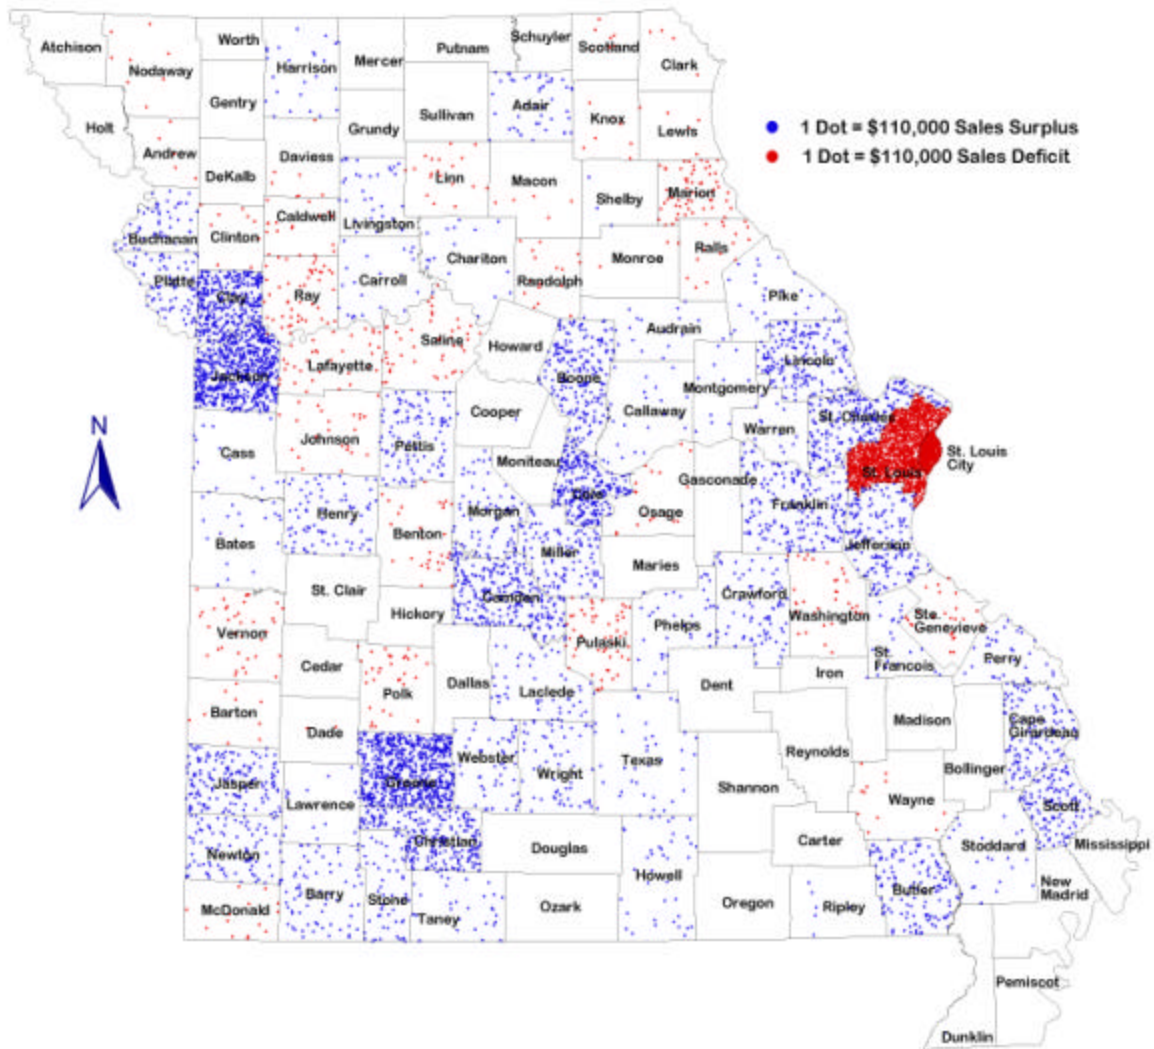 Schuyler
Worth
Putnam
Scotland
Atchison
Mercer
Clark
Harrison
Nodaway
Gentry
Adair
Sullivan
Knox
Holt
Grundy
Lewis
1 Dot = $110,000 Sales Surplus
1 Dot = $110,000 Sales Deficit
Andrew
Daviess
DeKalb
Linn
Macon
Shelby
Marion
Caldwell
Livingston
Buchanan
Clinton
Chariton
Monroe
Ralls
Platte
Carroll
Randolph
Clay
Ray
Pike
Audrain
Saline
Howard
Lincoln
Lafayette
Jackson
Boone
Montgomery
Cooper
Callaway
St. Charles
Warren
N
Johnson
Pettis
Cass
Moniteau
St. Louis
City
St. Louis
Gasconade
Cole
Franklin
Henry
Morgan
Osage
Benton
Bates
Miller
Jefferson
Maries
St. Clair
Camden
Crawford
Hickory
Washington
Ste.
Genevieve
Phelps
Vernon
Pulaski
St.
Francois
Perry
Cedar
Iron
Polk
Dallas
Laclede
Dent
Barton
Madison
Cape
Girardeau
Dade
Reynolds
Webster
Texas
Bollinger
Wright
Jasper
Greene
Shannon
Lawrence
Wayne
Scott
Christian
Carter
Douglas
Stoddard
Mississippi
Newton
Howell
Barry
Butler
New
Madrid
Stone
McDonald
Taney
Ozark
Oregon
Ripley
Pemiscot
Dunklin